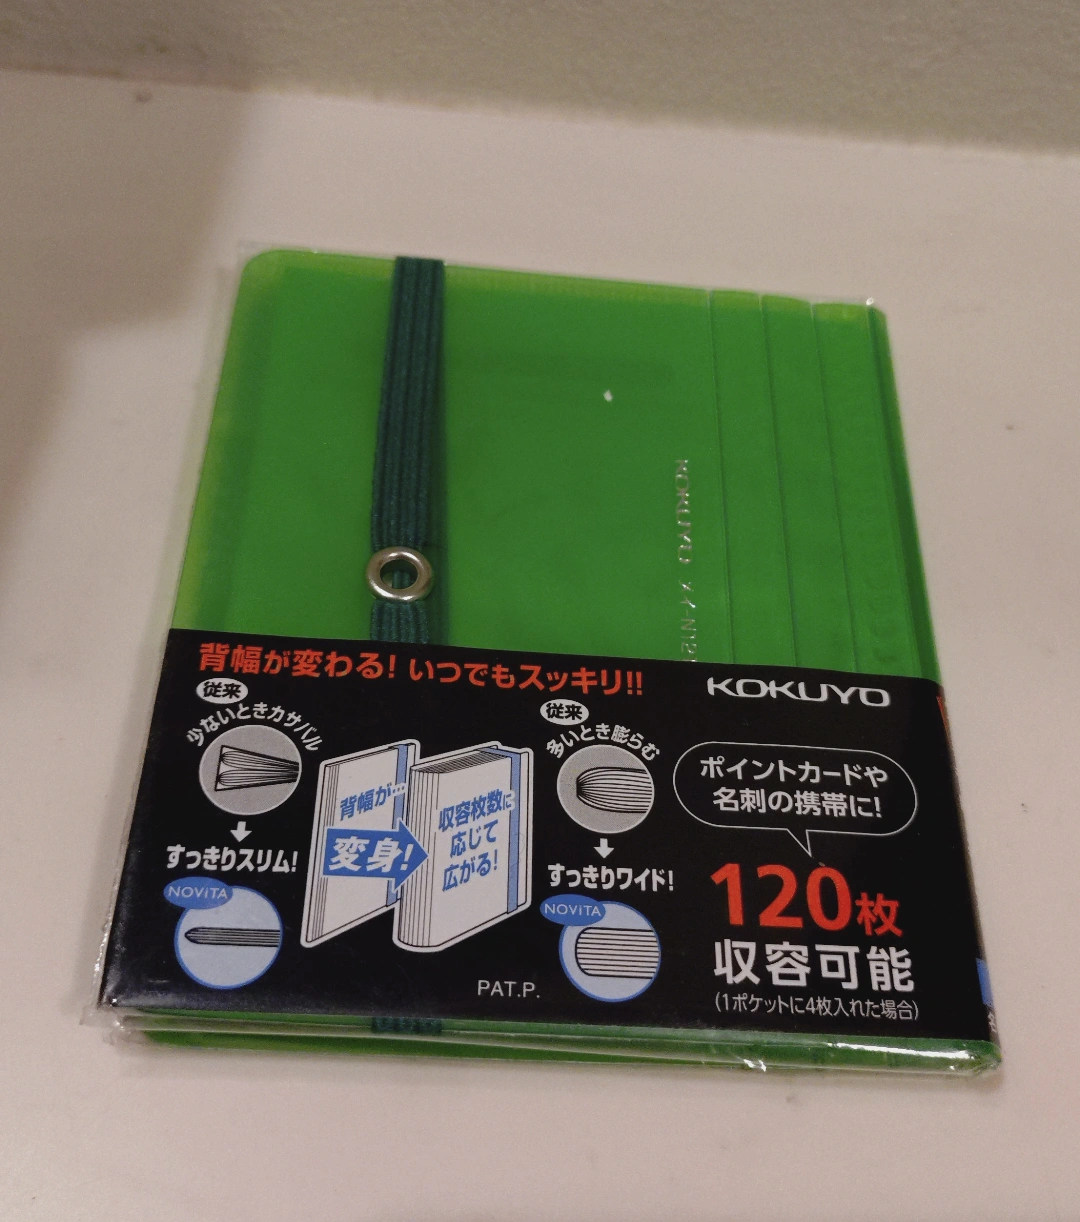 KOKUYO メイ-N12
背幅が変わる! いつでもスッキリ!!
KOKUYO
従来
少ないときカサバル
すっきりスリム!
NOViTA
背幅が…
変身!
収容枚数に
応じて
広がる!
従来
多いとき膨らむ
すっきりワイド!
NOViTA
ポイントカードや
名刺の携帯に!
120枚
収容可能
(1ポケットに4枚入れた場合)
PAT.P.